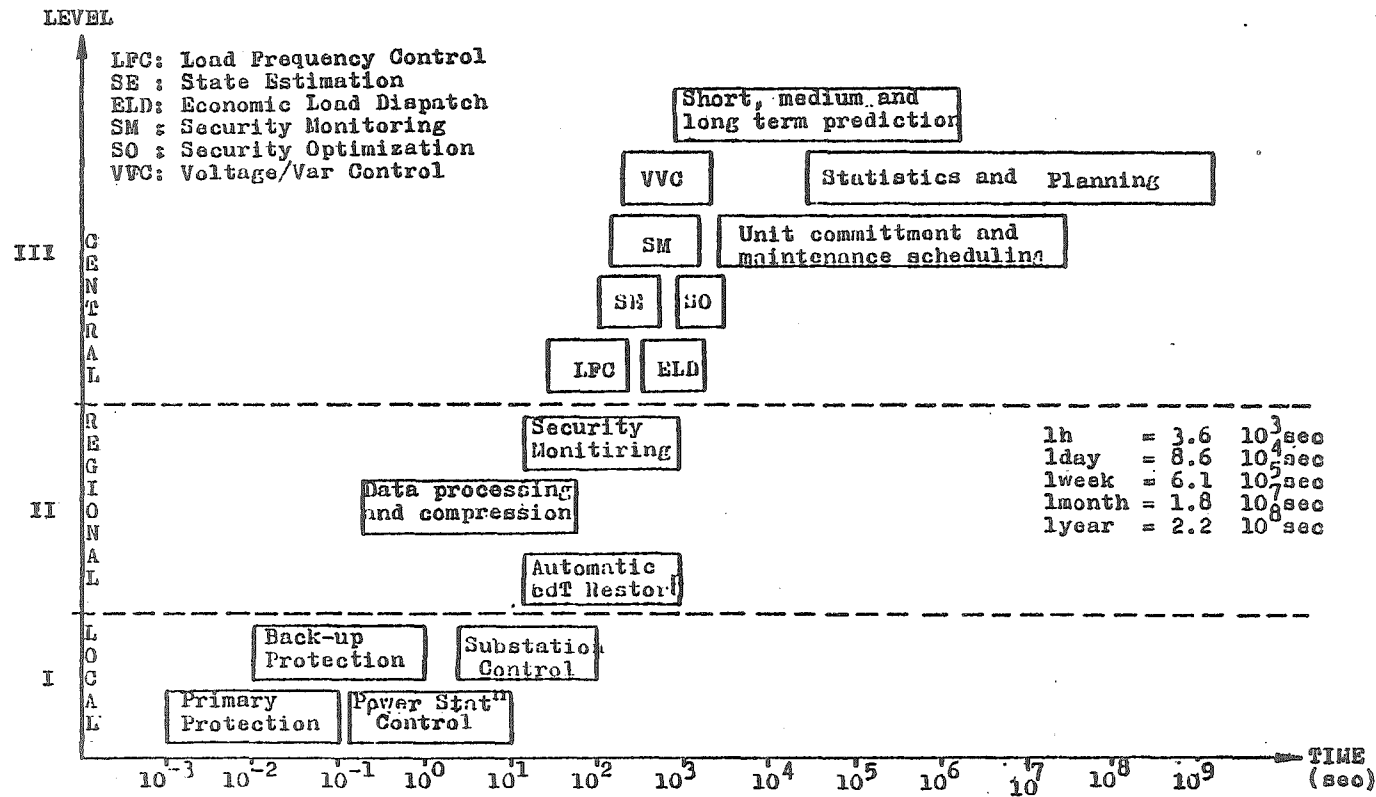 LEVEL
LFC: Load Frequency Control
SE : State Estimation
ELD: Economic Load Dispatch
SM : Security Monitoring
SO : Security Optimization
VVC: Voltage/Var Control
Short, medium and
long term prediction
VVC
Statistics and Planning
III
CENTRAL
SM
Unit committment and
maintenance scheduling
SE
SO
LFC
ELD
II
REGIONAL
Security
Monitiring
Data processing
and compression
Automatic
Restor
1h = 3.6 10³sec
1day = 8.6 10⁴sec
1week = 6.1 10⁵sec
1month = 1.8 10⁷sec
1year = 2.2 10⁸sec
I
LOCAL
Back-up
Protection
Substation
Control
Primary
Protection
Power Statⁿ
Control
10⁻³ 10⁻² 10⁻¹ 10⁰ 10¹ 10² 10³ 10⁴ 10⁵ 10⁶ 10⁷ 10⁸ 10⁹
TIME
(sec)